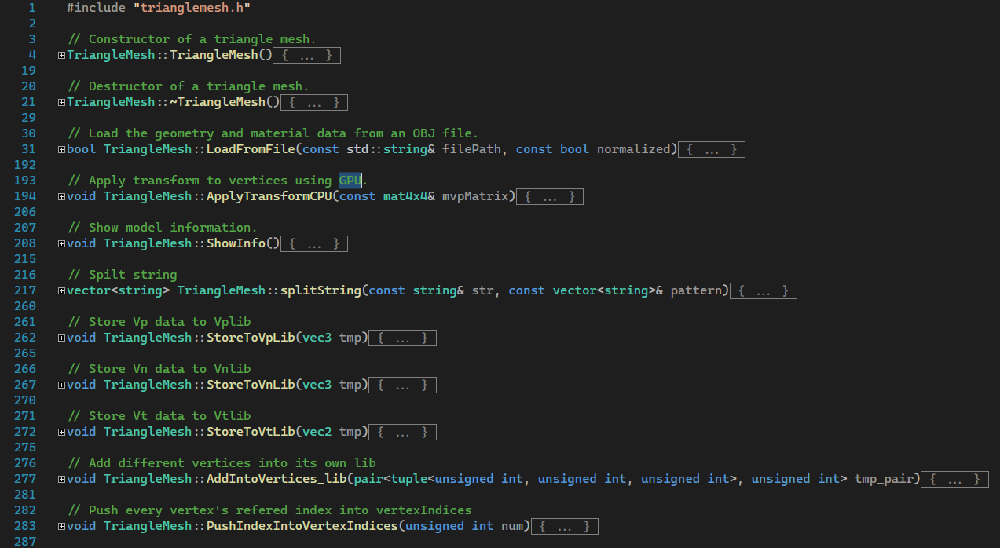 1 #include "trianglemesh.h"
2
3 // Constructor of a triangle mesh.
4 TriangleMesh::TriangleMesh(){ ... }
19
20 // Destructor of a triangle mesh.
21 TriangleMesh::~TriangleMesh(){ ... }
29
30 // Load the geometry and material data from an OBJ file.
31 bool TriangleMesh::LoadFromFile(const std::string& filePath, const bool normalized){ ... }
192
193 // Apply transform to vertices using GPU.
194 void TriangleMesh::ApplyTransformCPU(const mat4x4& mvpMatrix){ ... }
206
207 // Show model information.
208 void TriangleMesh::ShowInfo(){ ... }
215
216 // Spilt string
217 vector<string> TriangleMesh::splitString(const string& str, const vector<string>& pattern){ ... }
260
261 // Store Vp data to Vplib
262 void TriangleMesh::StoreToVpLib(vec3 tmp){ ... }
265
266 // Store Vn data to Vnlib
267 void TriangleMesh::StoreToVnLib(vec3 tmp){ ... }
270
271 // Store Vt data to Vtlib
272 void TriangleMesh::StoreToVtLib(vec2 tmp){ ... }
275
276 // Add different vertices into its own lib
277 void TriangleMesh::AddIntoVertices_lib(pair<tuple<unsigned int, unsigned int, unsigned int>, unsigned int> tmp_pair){ ... }
281
282 // Push every vertex's refered index into vertexIndices
283 void TriangleMesh::PushIndexIntoVertexIndices(unsigned int num){ ... }
287